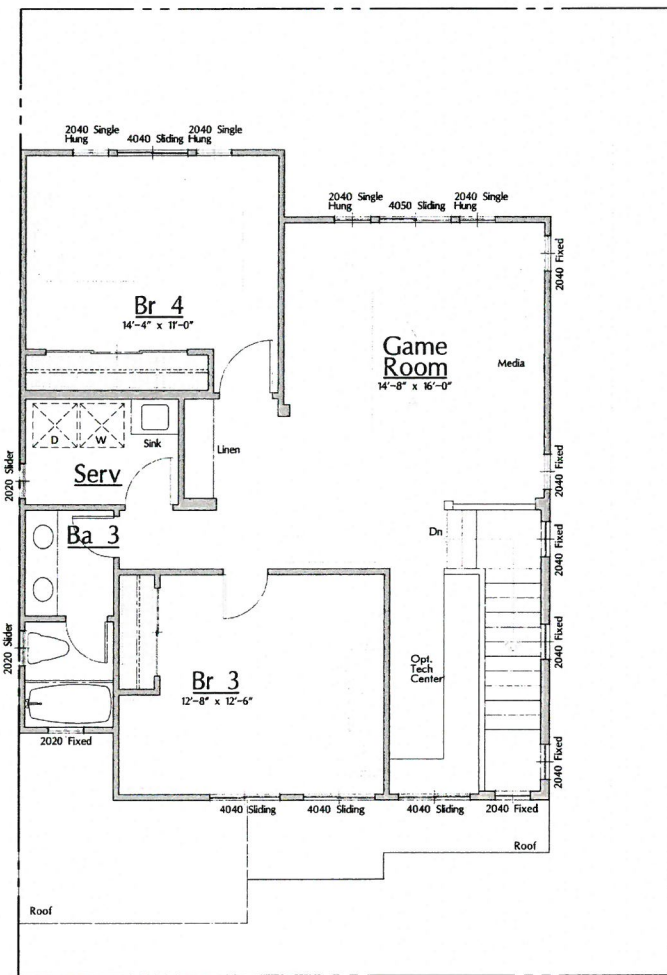 2040 Single
Hung
4040 Sliding
2040 Single
Hung
2040 Single
Hung
4050 Sliding
2040 Single
Hung
2040 Fixed
Br 4
14'-4" x 11'-0"
Game
Room
14'-8" x 16'-0"
Media
D
W
Sink
Linen
2020 Slider
Serv
2040 Fixed
Ba 3
Dn
2040 Fixed
2020 Slider
2040 Fixed
Br 3
12'-8" x 12'-6"
Opt.
Tech
Center
2020 Fixed
2040 Fixed
4040 Sliding
4040 Sliding
4040 Sliding
2040 Fixed
Roof
Roof